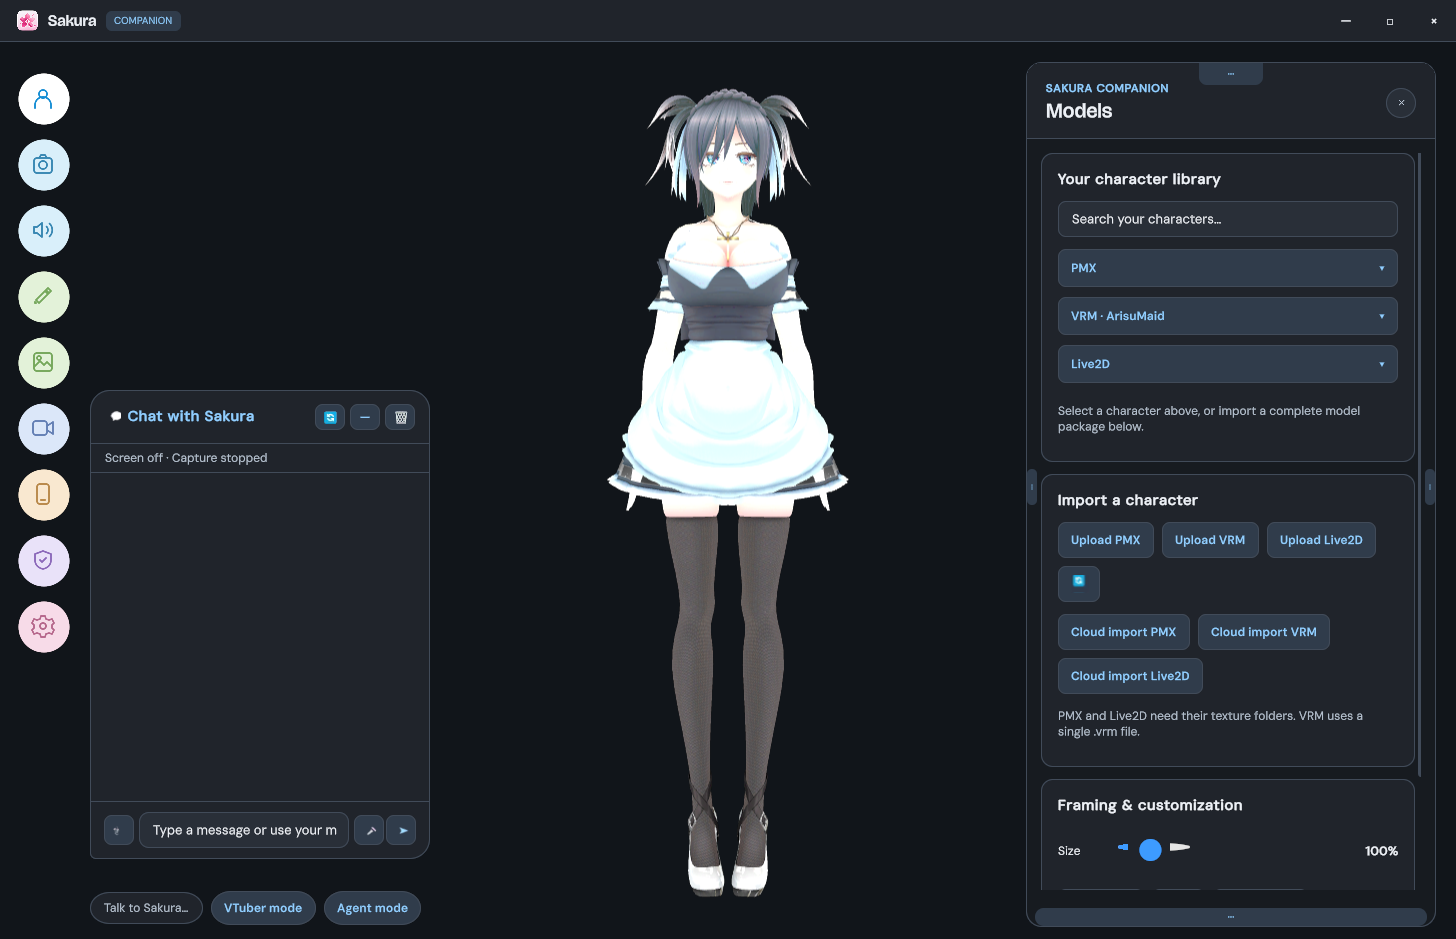 Sakura
COMPANION
Chat with Sakura
Screen off · Capture stopped
Type a message or use your m
Talk to Sakura...
VTuber mode
Agent mode
SAKURA COMPANION
Models
Your character library
Search your characters...
PMX
VRM · ArisuMaid
Live2D
Select a character above, or import a complete model
package below.
Import a character
Upload PMX
Upload VRM
Upload Live2D
Cloud import PMX
Cloud import VRM
Cloud import Live2D
PMX and Live2D need their texture folders. VRM uses a
single .vrm file.
Framing & customization
Size
100%